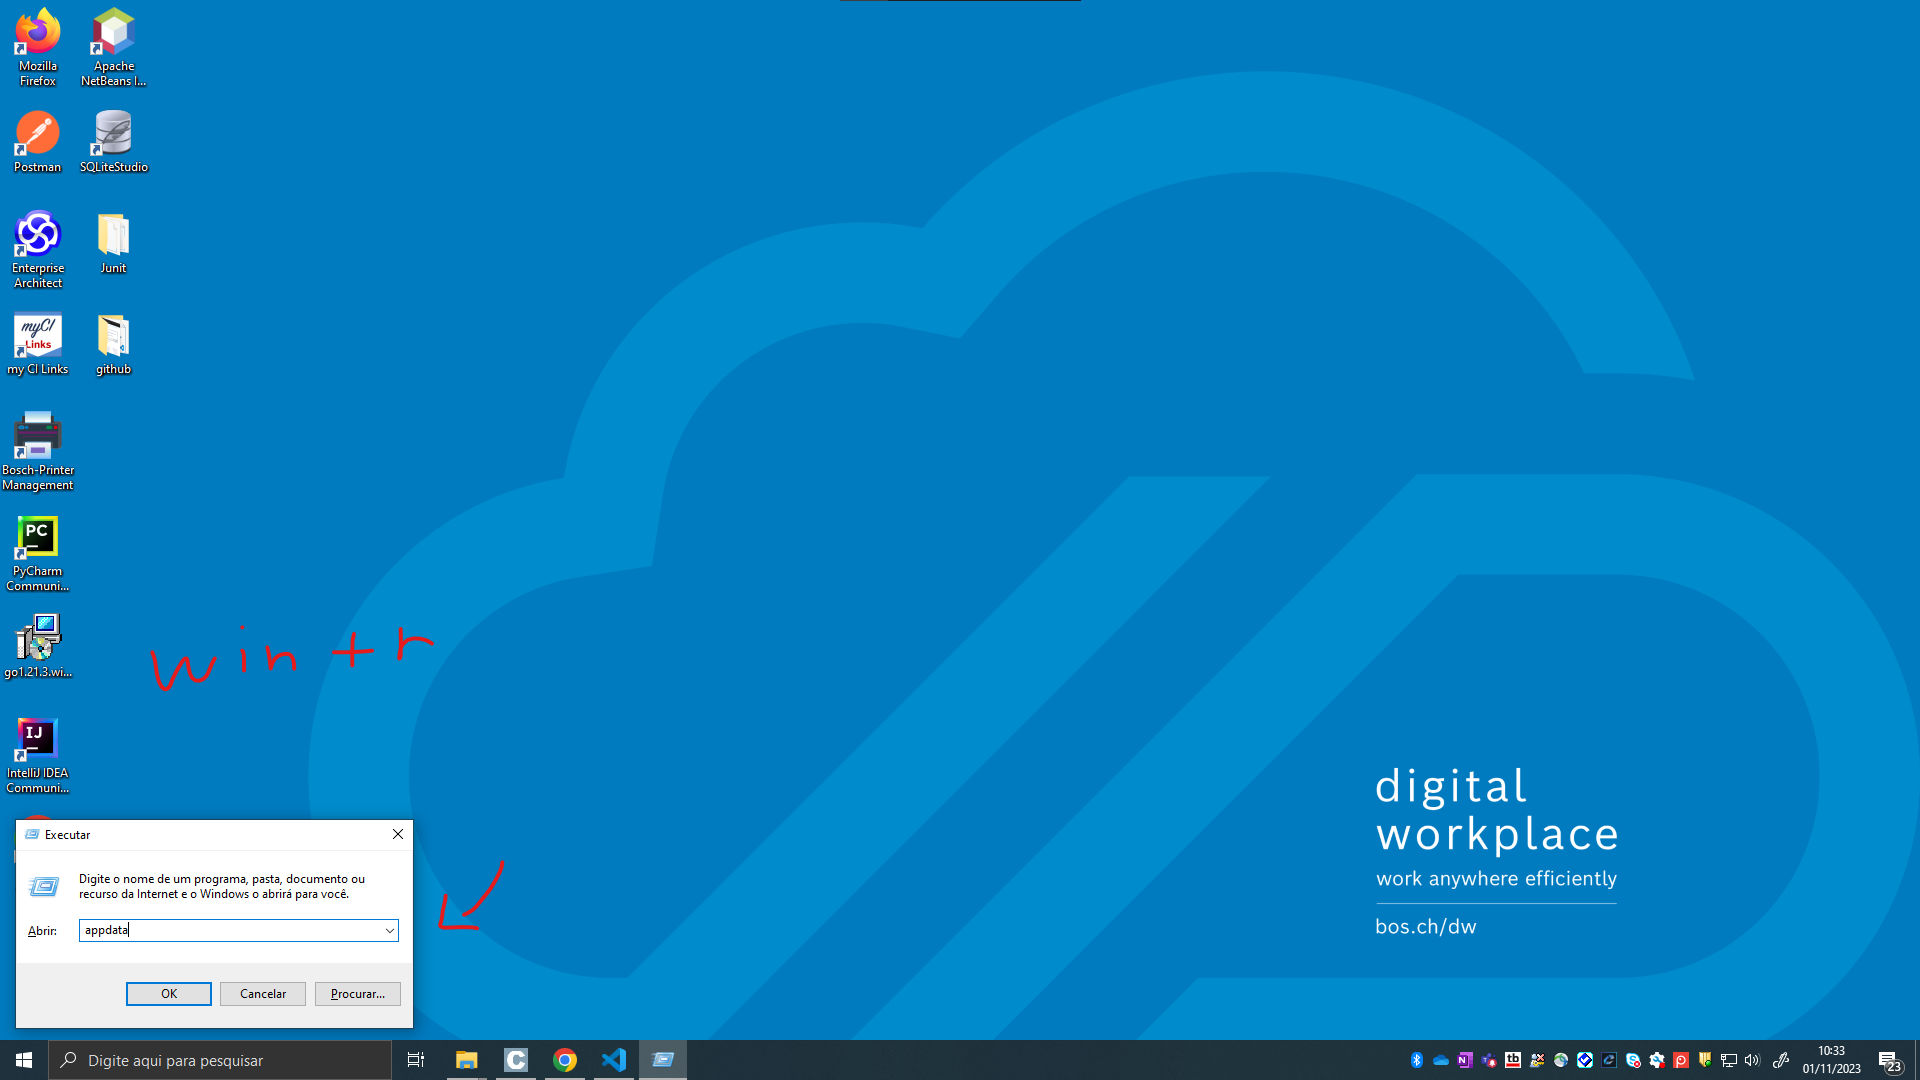 Mozilla
Firefox
Apache
NetBeans I...
Postman
SQLiteStudio
Enterprise
Architect
Junit
myCI
Links
my CI Links
github
Bosch-Printer
Management
PC
PyCharm
Communi...
go1.21.3.wi...
win + r
IJ
IntelliJ IDEA
Communi...
Executar
Digite o nome de um programa, pasta, documento ou
recurso da Internet e o Windows o abrirá para você.
Abrir:
appdata
OK
Cancelar
Procurar...
digital
workplace
work anywhere efficiently
bos.ch/dw
Digite aqui para pesquisar
C
tb
10:33
01/11/2023
23